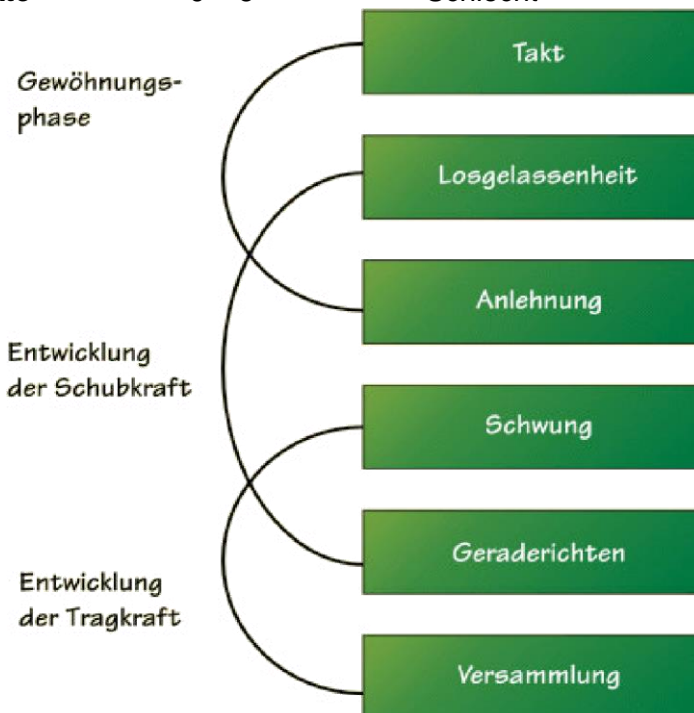 Takt
Gewöhnungs-
phase
Losgelassenheit
Anlehnung
Entwicklung
der Schubkraft
Schwung
Geraderichten
Entwicklung
der Tragkraft
Versammlung